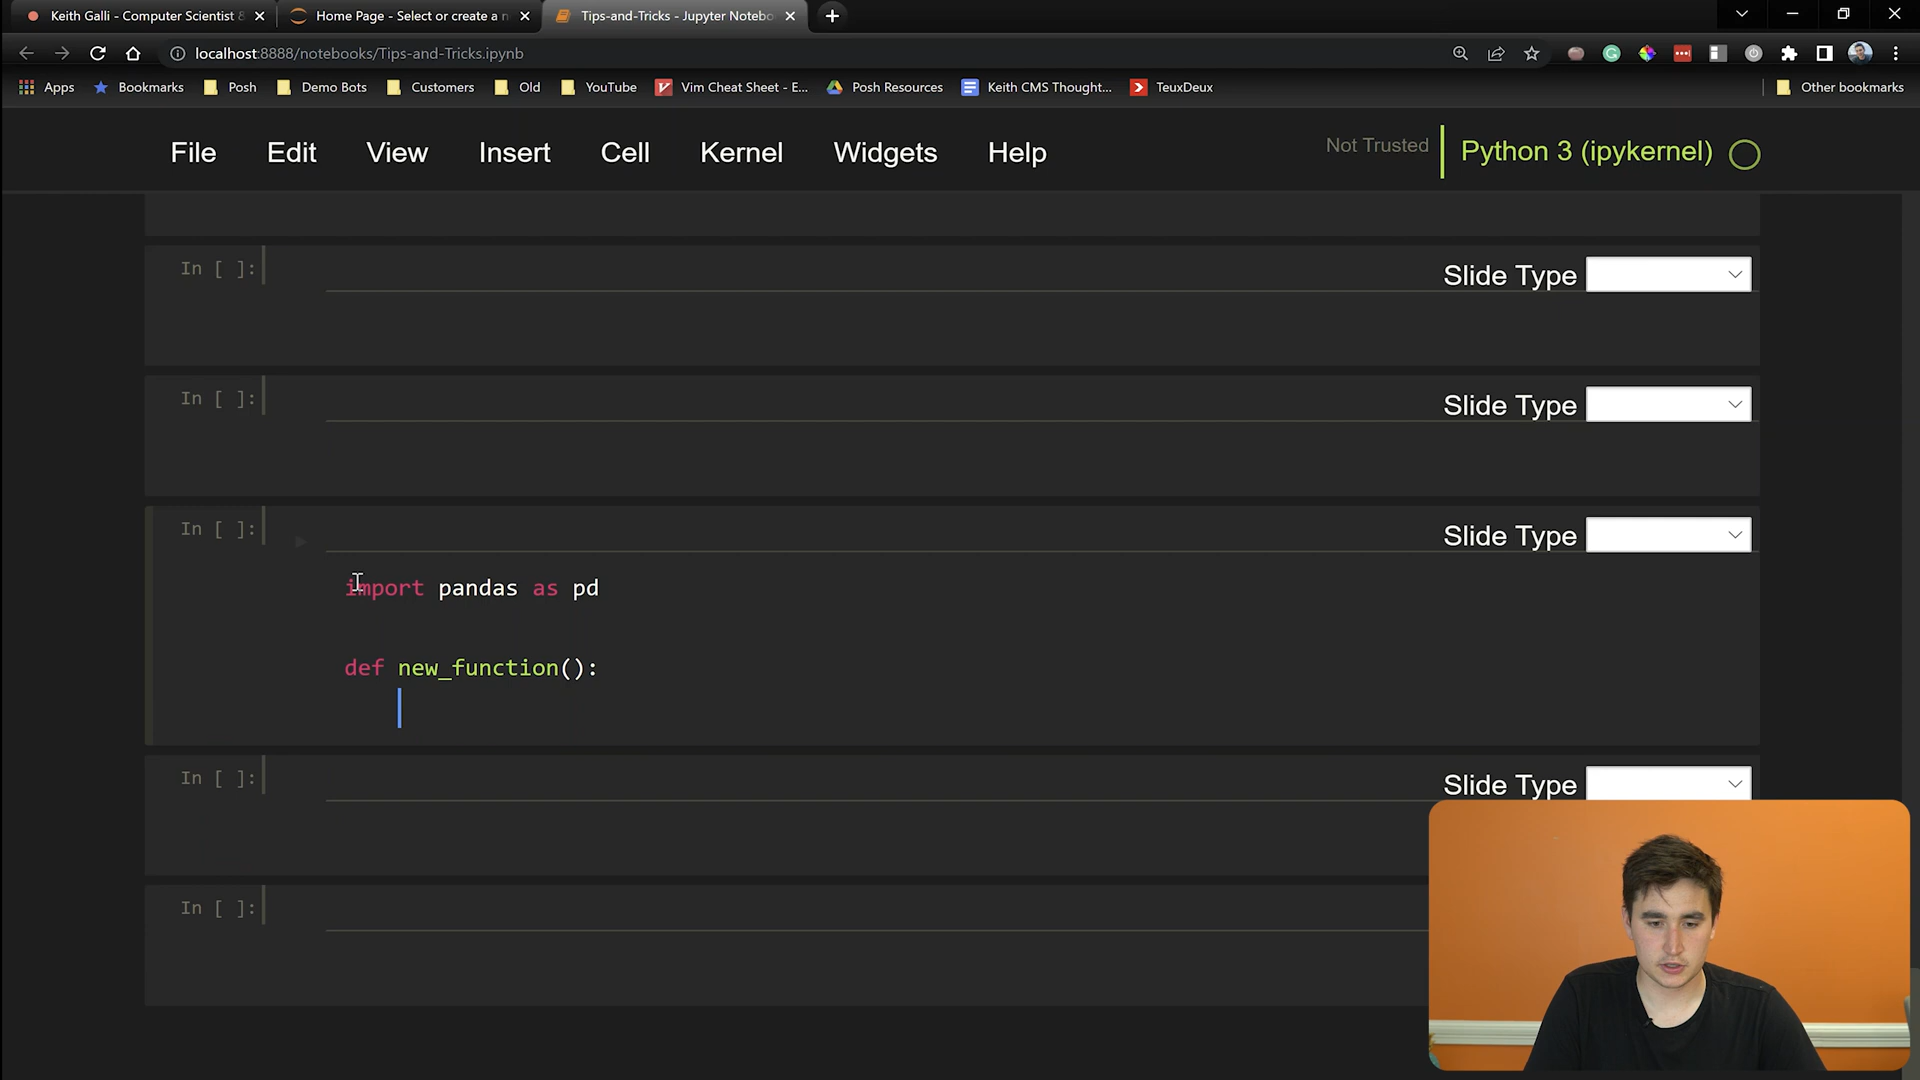 Keith Galli - Computer Scientist &
Home Page - Select or create a n
Tips-and-Tricks - Jupyter Notebo
localhost:8888/notebooks/Tips-and-Tricks.ipynb
Apps Bookmarks Posh Demo Bots Customers Old YouTube Vim Cheat Sheet - E... Posh Resources Keith CMS Thought... TeuxDeux Other bookmarks
File Edit View Insert Cell Kernel Widgets Help Not Trusted Python 3 (ipykernel)
In [ ]: Slide Type
In [ ]: Slide Type
In [ ]: Slide Type
import pandas as pd
def new_function():
In [ ]: Slide Type
In [ ]: